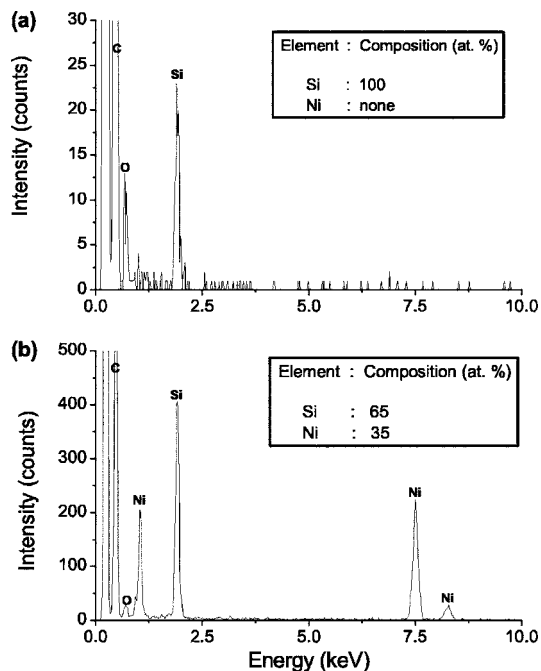 (a)
Intensity (counts)
30
25
20
15
10
5
0
C
O
Si
Element : Composition (at. %)
Si : 100
Ni : none
0.0 2.5 5.0 7.5 10.0
(b)
Intensity (counts)
500
400
300
200
100
0
C
O
Ni
Si
Ni
Ni
Element : Composition (at. %)
Si : 65
Ni : 35
0.0 2.5 5.0 7.5 10.0
Energy (keV)